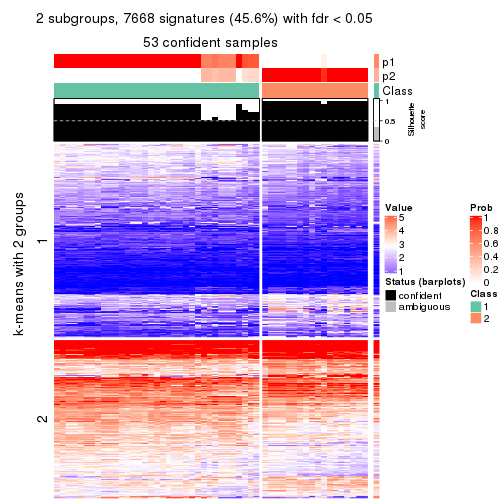 2 subgroups, 7668 signatures (45.6%) with fdr < 0.05
53 confident samples
p1
p2
Class
1
0.5
0
Silhouette
score
k-means with 2 groups
1
2
Value
5
4
3
2
1
Status (barplots)
confident
ambiguous
Prob
1
0.8
0.6
0.4
0.2
0
Class
1
2